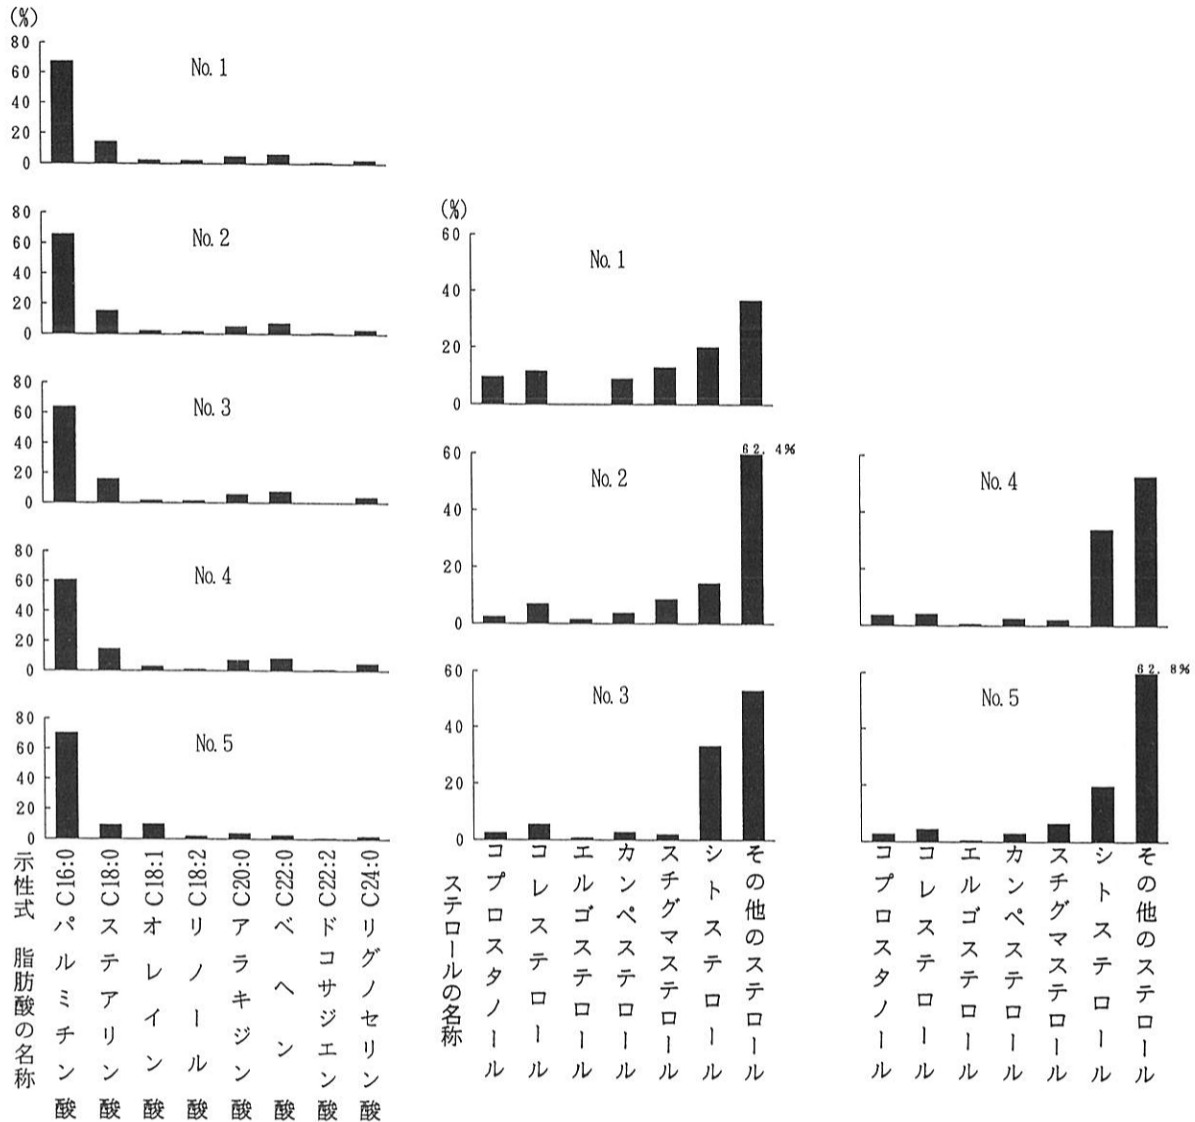 (%)
80
60
40
20
0
No. 1
80
60
40
20
0
No. 2
80
60
40
20
0
No. 3
80
60
40
20
0
No. 4
80
60
40
20
0
No. 5
示性式 脂肪酸の名称
C16:0 パルミチン酸
C18:0 ステアリン酸
C18:1 オレイン酸
C18:2 リノール酸
C20:0 アラキジン酸
C22:0 ベヘン酸
C22:2 ドコサジエン酸
C24:0 リグノセリン酸
(%)
60
40
20
0
No. 1
60
40
20
0
No. 2
62. 4%
60
40
20
0
No. 3
ステロールの名称
コプロスタノール
コレステロール
エルゴステロール
カンペステロール
スチグマステロール
シトステロール
その他のステロール
No. 4
No. 5
62. 8%
コプロスタノール
コレステロール
エルゴステロール
カンペステロール
スチグマステロール
シトステロール
その他のステロール